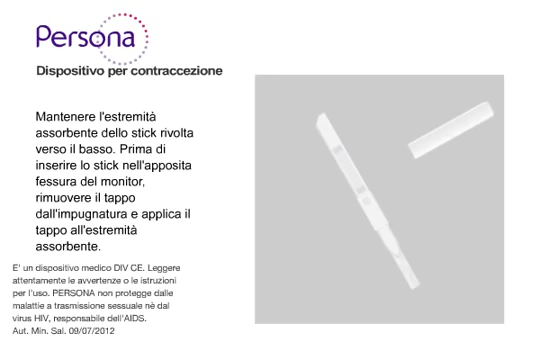 Persona
Dispositivo per contraccezione
Mantenere l'estremità
assorbente dello stick rivolta
verso il basso. Prima di
inserire lo stick nell'apposita
fessura del monitor,
rimuovere il tappo
dall'impugnatura e applica il
tappo all'estremità
assorbente.
E' un dispositivo medico DIV CE. Leggere
attentamente le avvertenze o le istruzioni
per l'uso. PERSONA non protegge dalle
malattie a trasmissione sessuale nè dal
virus HIV, responsabile dell'AIDS.
Aut. Min. Sal. 09/07/2012